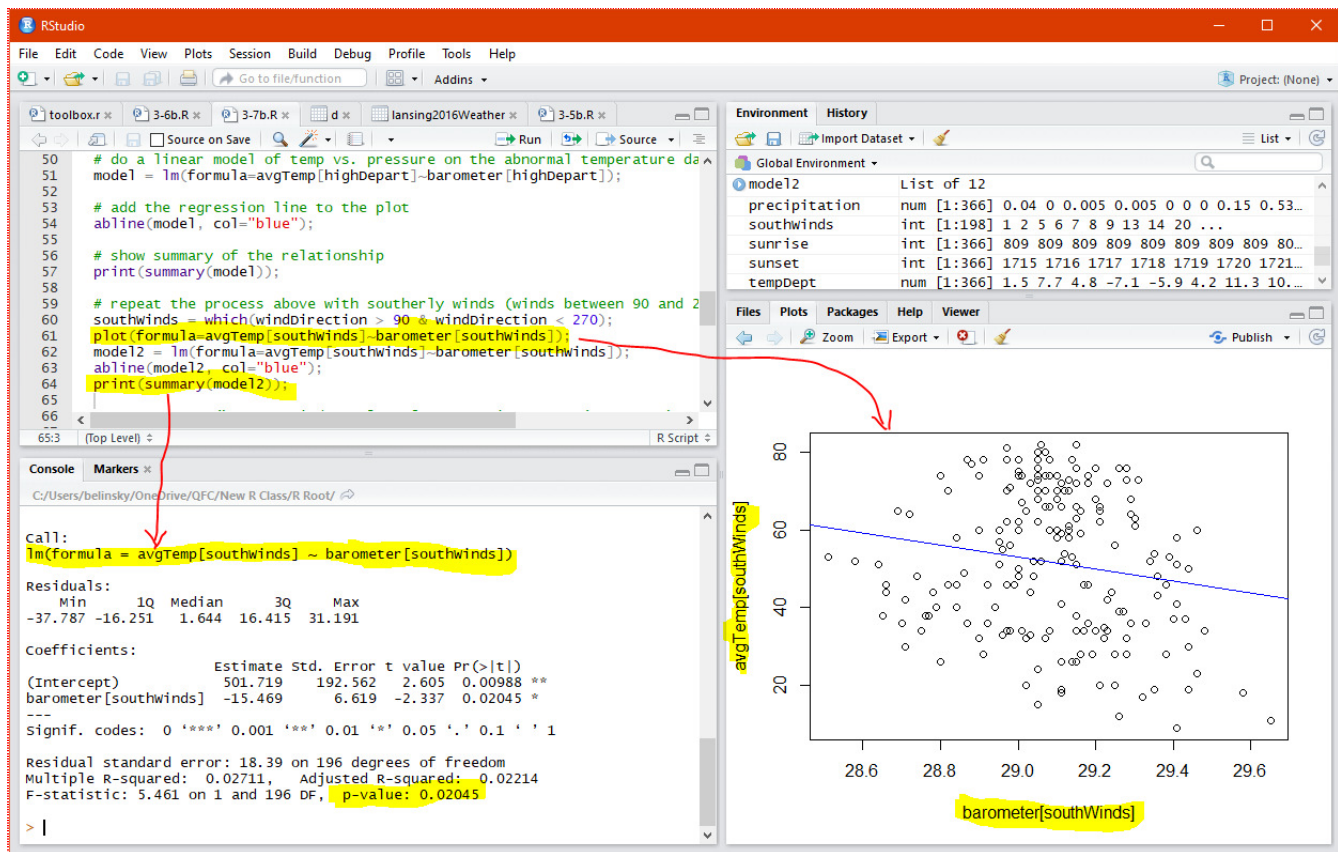 RStudio
File Edit Code View Plots Session Build Debug Profile Tools Help
Go to file/function Addins Project: (None)
toolbox.r 3-6b.R 3-7b.R d lansing2016Weather 3-5b.R
Source on Save Run Source
50 # do a linear model of temp vs. pressure on the abnormal temperature da
51 model = lm(formula=avgTemp[highDepart]~barometer[highDepart]);
52
53 # add the regression line to the plot
54 abline(model, col="blue");
55
56 # show summary of the relationship
57 print(summary(model));
58
59 # repeat the process above with southerly winds (winds between 90 and 2
60 southWinds = which(windDirection > 90 & windDirection < 270);
61 plot(formula=avgTemp[southWinds]~barometer[southWinds]);
62 model2 = lm(formula=avgTemp[southWinds]~barometer[southWinds]);
63 abline(model2, col="blue");
64 print(summary(model2));
65
66
65:3 (Top Level) R Script
Console Markers
C:/Users/belinsky/OneDrive/QFC/New R Class/R Root/
Call:
lm(formula = avgTemp[southWinds] ~ barometer[southWinds])
Residuals:
Min 1Q Median 3Q Max
-37.787 -16.251 1.644 16.415 31.191
Coefficients:
Estimate Std. Error t value Pr(>|t|)
(Intercept) 501.719 192.562 2.605 0.00988 **
barometer[southWinds] -15.469 6.619 -2.337 0.02045 *
---
Signif. codes: 0 ‘***’ 0.001 ‘**’ 0.01 ‘*’ 0.05 ‘.’ 0.1 ‘ ’ 1
Residual standard error: 18.39 on 196 degrees of freedom
Multiple R-squared: 0.02711, Adjusted R-squared: 0.02214
F-statistic: 5.461 on 1 and 196 DF, p-value: 0.02045
>
Environment History
Import Dataset List
Global Environment
model2 List of 12
precipitation num [1:366] 0.04 0 0.005 0.005 0 0 0 0.15 0.53...
southWinds int [1:198] 1 2 5 6 7 8 9 13 14 20 ...
sunrise int [1:366] 809 809 809 809 809 809 809 809 80...
sunset int [1:366] 1715 1716 1717 1718 1719 1720 1721...
tempDept num [1:366] 1.5 7.7 4.8 -7.1 -5.9 4.2 11.3 10....
Files Plots Packages Help Viewer
Zoom Export Publish
avgTemp[southWinds]
80
60
40
20
28.6 28.8 29.0 29.2 29.4 29.6
barometer[southWinds]